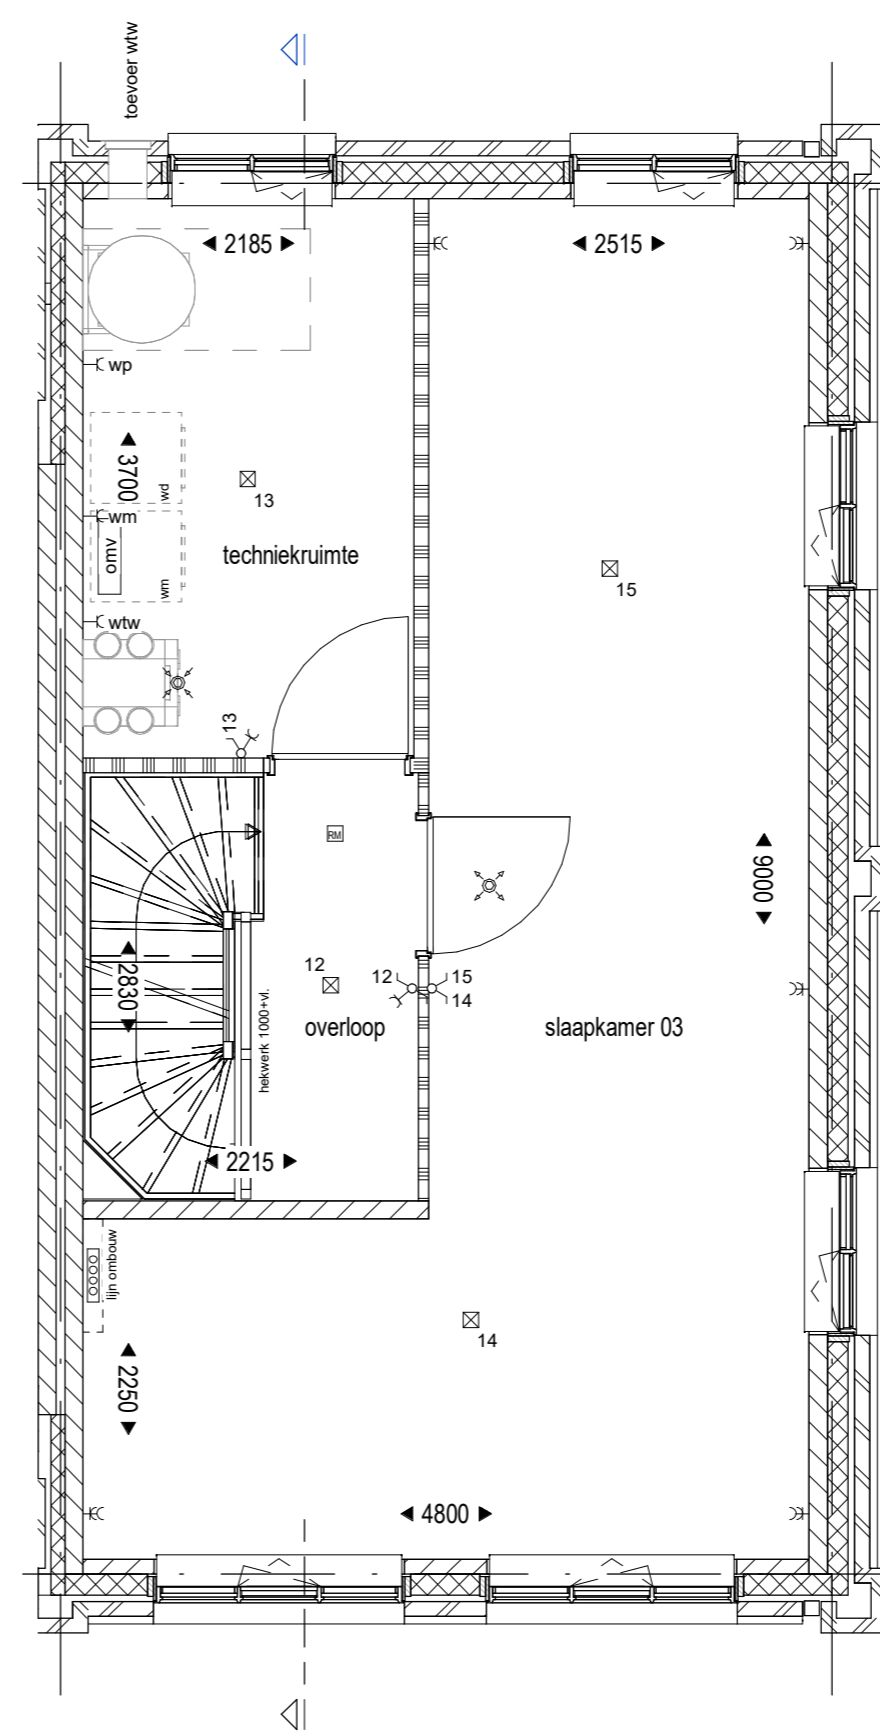 toevoer wtw
2185
2515
wp
3700
wd
13
wm
omv
wm
techniekruimte
15
wtw
13
RM
9000
2830
12
12
15
14
overloop
slaapkamer 03
hekwerk 1000+vl.
2215
lijn ombouw
14
2250
4800